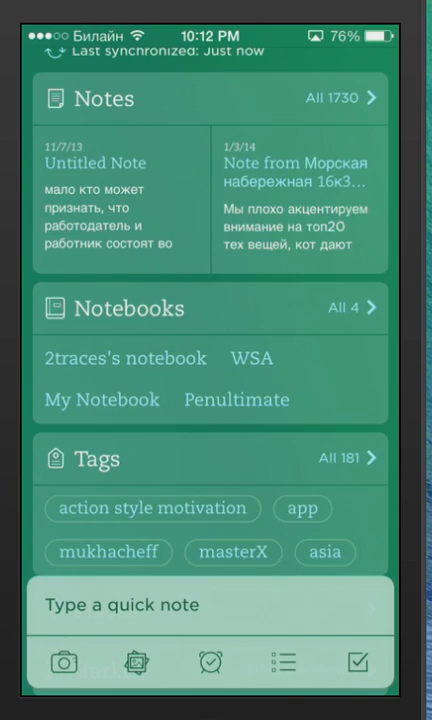 Билайн 10:12 PM 76%
Last synchronized: Just now
Notes All 1730
11/7/13
Untitled Note
мало кто может
признать, что
работодатель и
работник состоят во
1/3/14
Note from Морская
набережная 16к3...
Мы плохо акцентируем
внимание на топ20
тех вещей, кот дают
Notebooks All 4
2traces's notebook WSA
My Notebook Penultimate
Tags All 181
action style motivation app
mukhacheff masterX asia
Type a quick note